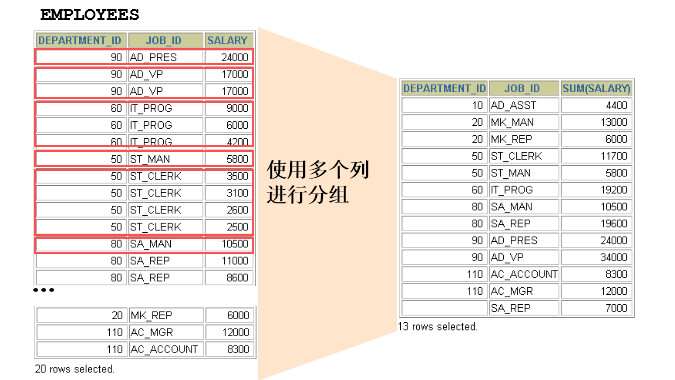 EMPLOYEES
DEPARTMENT_ID JOB_ID SALARY
90 AD_PRES 24000
90 AD_VP 17000
90 AD_VP 17000
60 IT_PROG 9000
60 IT_PROG 6000
60 IT_PROG 4200
50 ST_MAN 5800
50 ST_CLERK 3500
50 ST_CLERK 3100
50 ST_CLERK 2600
50 ST_CLERK 2500
80 SA_MAN 10500
80 SA_REP 11000
80 SA_REP 8600
...
20 MK_REP 6000
110 AC_MGR 12000
110 AC_ACCOUNT 8300
20 rows selected.
使用多个列
进行分组
DEPARTMENT_ID JOB_ID SUM(SALARY)
10 AD_ASST 4400
20 MK_MAN 13000
20 MK_REP 6000
50 ST_CLERK 11700
50 ST_MAN 5800
60 IT_PROG 19200
80 SA_MAN 10500
80 SA_REP 19600
90 AD_PRES 24000
90 AD_VP 34000
110 AC_ACCOUNT 8300
110 AC_MGR 12000
SA_REP 7000
13 rows selected.